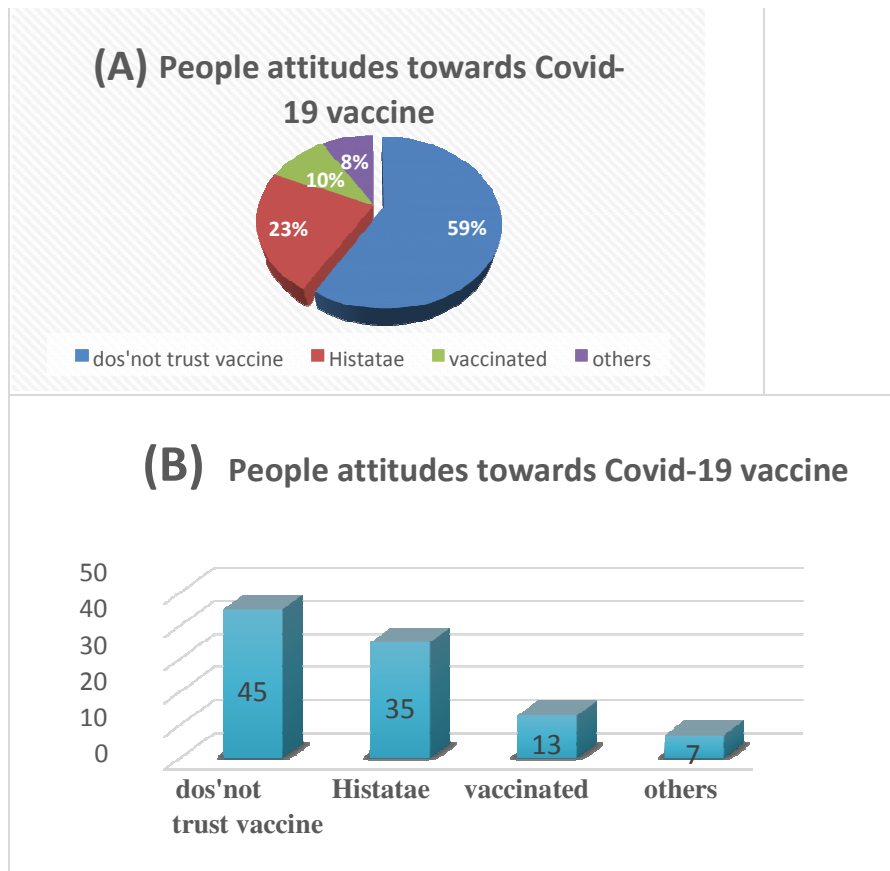 (A) People attitudes towards Covid-
19 vaccine
8%
10%
23%
59%
dos'not trust vaccine Histatae vaccinated others
(B) People attitudes towards Covid-19 vaccine
50
40
30
20
10
0
45
35
13
7
dos'not Histatae vaccinated others
trust vaccine